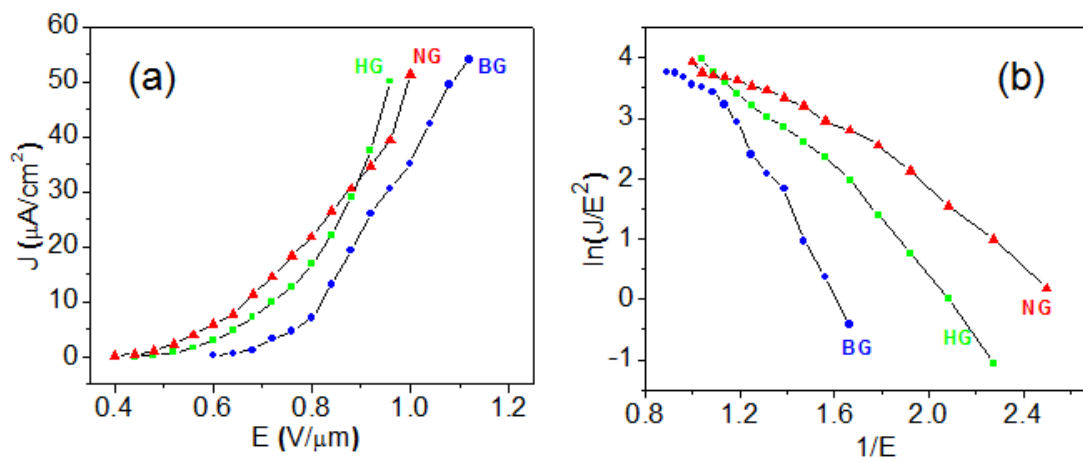 (a)
HG NG BG
J (μA/cm²)
60
50
40
30
20
10
0
0.4 0.6 0.8 1.0 1.2
E (V/μm)
(b)
ln(J/E²)
4
3
2
1
0
-1
NG
HG
BG
0.8 1.2 1.6 2.0 2.4
1/E